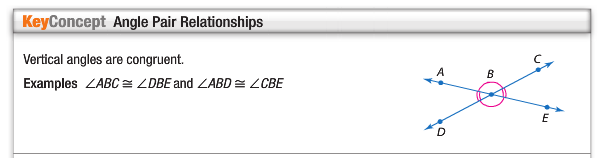 KeyConcept Angle Pair Relationships
Vertical angles are congruent.
Examples ∠ABC ≅ ∠DBE and ∠ABD ≅ ∠CBE
A
B
C
D
E